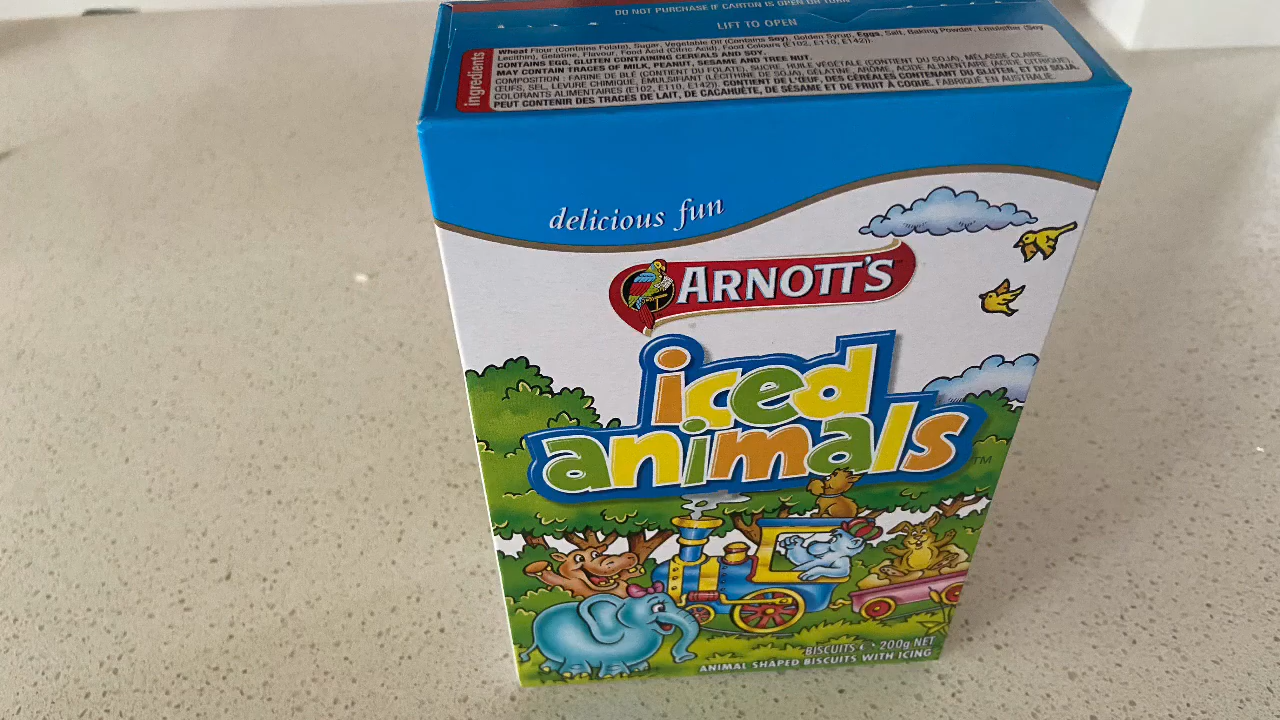 DO NOT PURCHASE IF CARTON IS OPEN OR TORN
LIFT TO OPEN
ingredients
Wheat Flour (Contains Folate), Sugar, Vegetable Oil (Contains Soy), Golden Syrup, Eggs, Salt, Baking Powder, Emulsifier (Soy
Lecithin), Gelatine, Flavour, Food Acid (Citric Acid), Food Colours (E102, E110, E142)).
CONTAINS EGG, GLUTEN CONTAINING CEREALS AND SOY.
MAY CONTAIN TRACES OF MILK, PEANUT, SESAME AND TREE NUT.
COMPOSITION : FARINE DE BLÉ (CONTIENT DU FOLATE), SUCRE, HUILE VÉGÉTALE (CONTIENT DU SOJA), MÉLASSE CLAIRE,
ŒUFS, SEL, LEVURE CHIMIQUE, ÉMULSIFIANT (LÉCITHINE DE SOJA), GÉLATINE, ARÔME, ACIDE ALIMENTAIRE (ACIDE CITRIQUE),
COLORANTS ALIMENTAIRES (E102, E110, E142)). CONTIENT DE L'ŒUF, DES CÉRÉALES CONTENANT DU GLUTEN, ET DU SOJA.
PEUT CONTENIR DES TRACES DE LAIT, DE CACAHUÈTE, DE SÉSAME ET DE FRUIT À COQUE. FABRIQUÉ EN AUSTRALIE.
delicious fun
ARNOTT'S
iced
animals™
BISCUITS • 200g NET
ANIMAL SHAPED BISCUITS WITH ICING